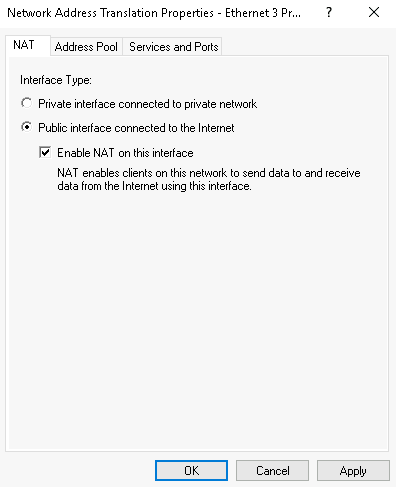 Network Address Translation Properties - Ethernet 3 Pr... ?
NAT Address Pool Services and Ports
Interface Type:
Private interface connected to private network
Public interface connected to the Internet
Enable NAT on this interface
NAT enables clients on this network to send data to and receive
data from the Internet using this interface.
OK Cancel Apply